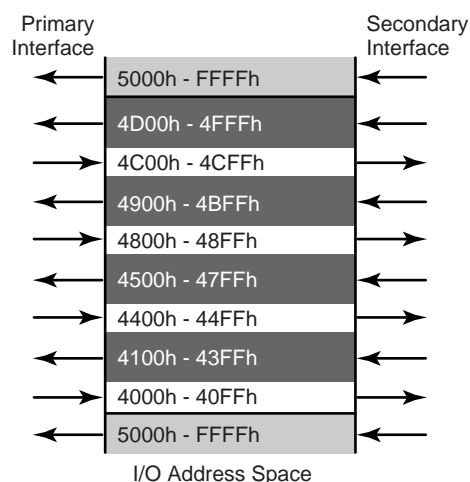 Primary
Interface
Secondary
Interface
5000h - FFFFh
4D00h - 4FFFh
4C00h - 4CFFh
4900h - 4BFFh
4800h - 48FFh
4500h - 47FFh
4400h - 44FFh
4100h - 43FFh
4000h - 40FFh
5000h - FFFFh
I/O Address Space